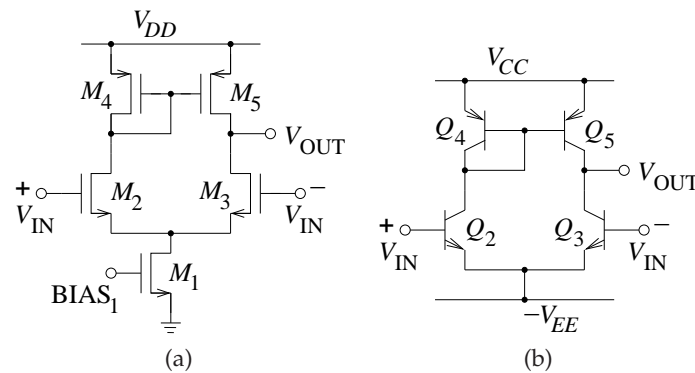 V_DD
M_4
M_5
V_OUT
+
V_IN
M_2
M_3
−
V_IN
BIAS_1
M_1
(a)
V_CC
Q_4
Q_5
V_OUT
+
V_IN
Q_2
Q_3
−
V_IN
−V_EE
(b)